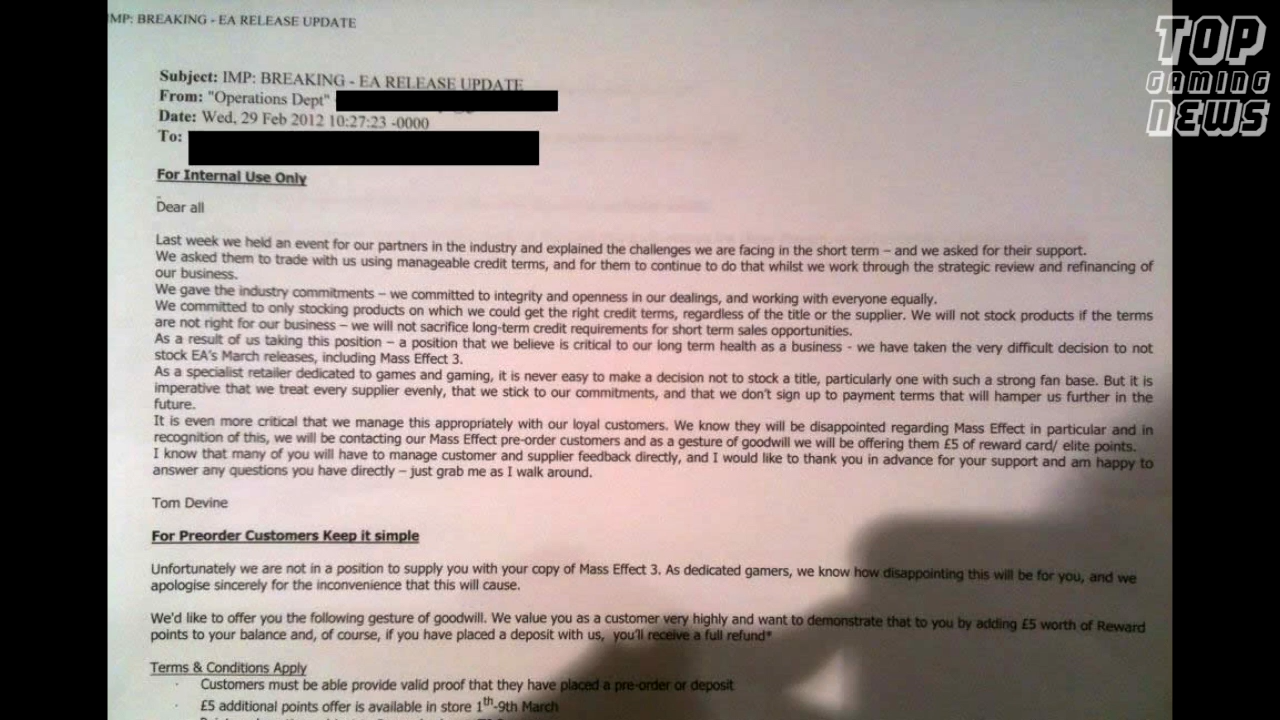 IMP: BREAKING - EA RELEASE UPDATE
TOP
GAMING
NEWS
Subject: IMP: BREAKING - EA RELEASE UPDATE
From: "Operations Dept"
Date: Wed, 29 Feb 2012 10:27:23 -0000
To:
For Internal Use Only
Dear all
Last week we held an event for our partners in the industry and explained the challenges we are facing in the short term – and we asked for their support.
We asked them to trade with us using manageable credit terms, and for them to continue to do that whilst we work through the strategic review and refinancing of
our business.
We gave the industry commitments – we committed to integrity and openness in our dealings, and working with everyone equally.
We committed to only stocking products on which we could get the right credit terms, regardless of the title or the supplier. We will not stock products if the terms
are not right for our business – we will not sacrifice long-term credit requirements for short term sales opportunities.
As a result of us taking this position – a position that we believe is critical to our long term health as a business - we have taken the very difficult decision to not
stock EA's March releases, including Mass Effect 3.
As a specialist retailer dedicated to games and gaming, it is never easy to make a decision not to stock a title, particularly one with such a strong fan base. But it is
imperative that we treat every supplier evenly, that we stick to our commitments, and that we don't sign up to payment terms that will hamper us further in the
future.
It is even more critical that we manage this appropriately with our loyal customers. We know they will be disappointed regarding Mass Effect in particular and in
recognition of this, we will be contacting our Mass Effect pre-order customers and as a gesture of goodwill we will be offering them £5 of reward card/ elite points.
I know that many of you will have to manage customer and supplier feedback directly, and I would like to thank you in advance for your support and am happy to
answer any questions you have directly – just grab me as I walk around.
Tom Devine
For Preorder Customers Keep it simple
Unfortunately we are not in a position to supply you with your copy of Mass Effect 3. As dedicated gamers, we know how disappointing this will be for you, and we
apologise sincerely for the inconvenience that this will cause.
We'd like to offer you the following gesture of goodwill. We value you as a customer very highly and want to demonstrate that to you by adding £5 worth of Reward
points to your balance and, of course, if you have placed a deposit with us, you'll receive a full refund*
Terms & Conditions Apply
· Customers must be able provide valid proof that they have placed a pre-order or deposit
· £5 additional points offer is available in store 1th-9th March